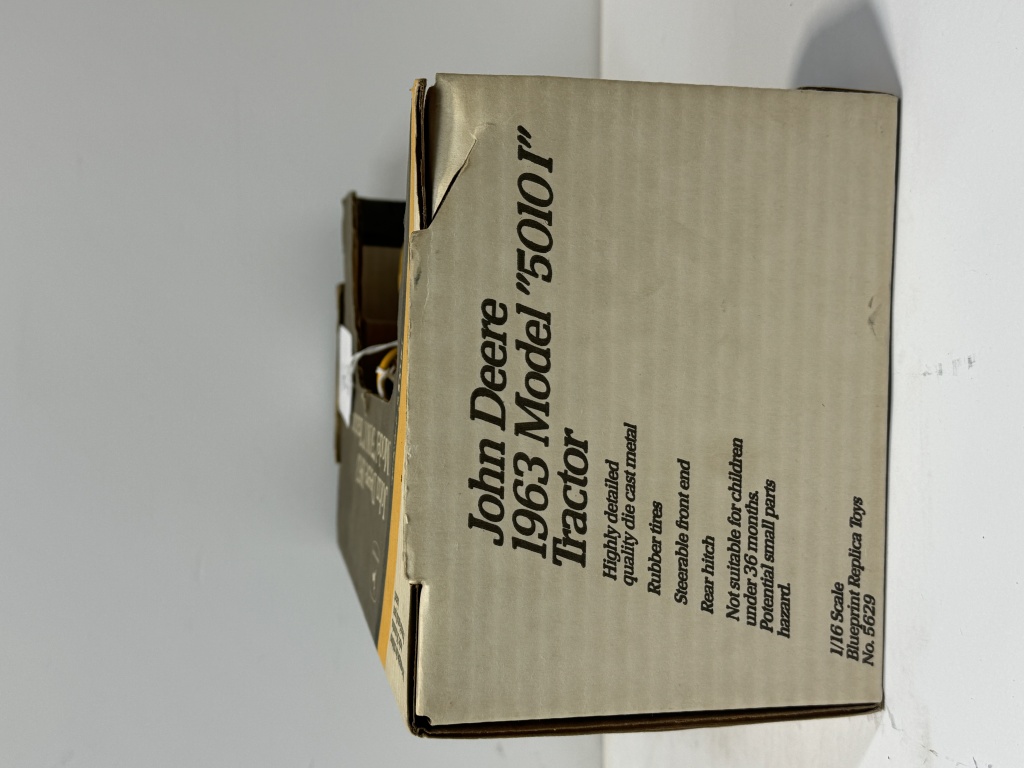 John Deere
1963 Model "5010 I"
Tractor
Highly detailed
quality die cast metal
Rubber tires
Steerable front end
Rear hitch
Not suitable for children
under 36 months.
Potential small parts
hazard.
1/16 Scale
Blueprint Replica Toys
No. 5629